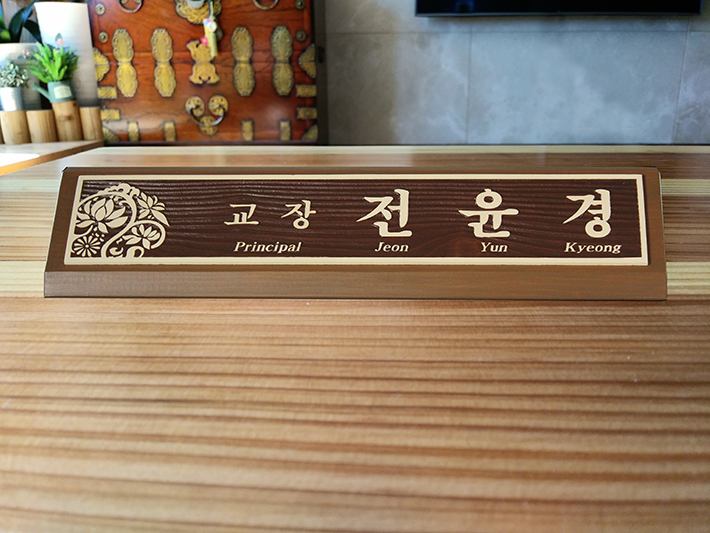 교 장 전 윤 경
Principal Jeon Yun Kyeong